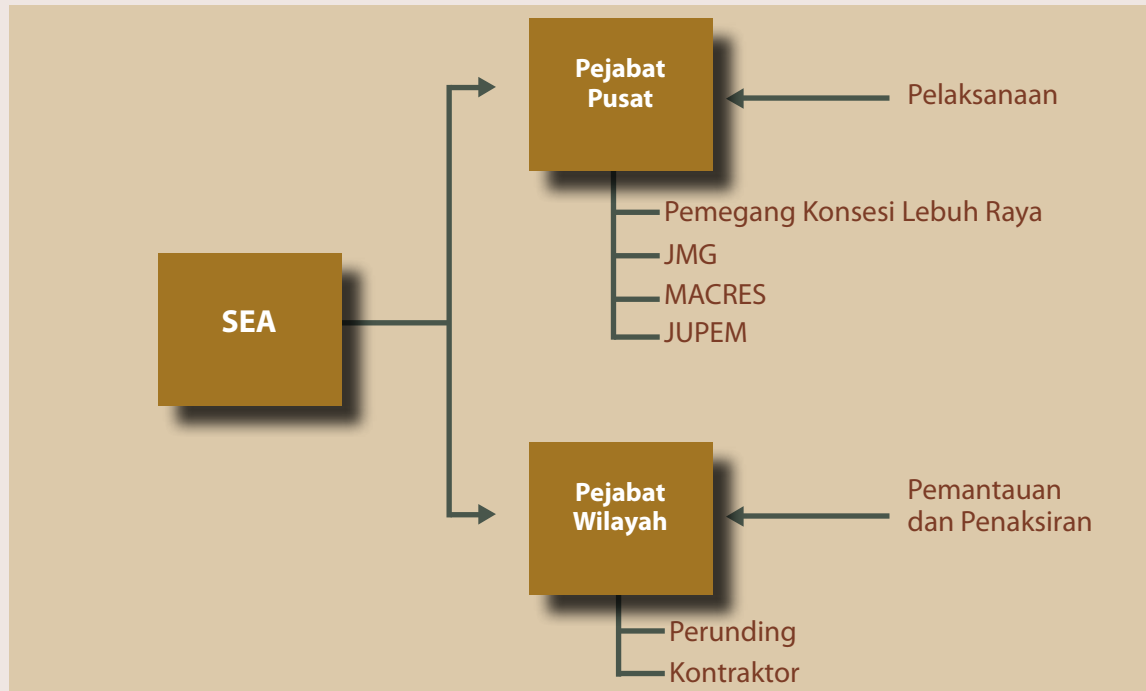 Pejabat
Pusat
Pelaksanaan
Pemegang Konsesi Lebuh Raya
JMG
MACRES
JUPEM
SEA
Pejabat
Wilayah
Pemantauan
dan Penaksiran
Perunding
Kontraktor